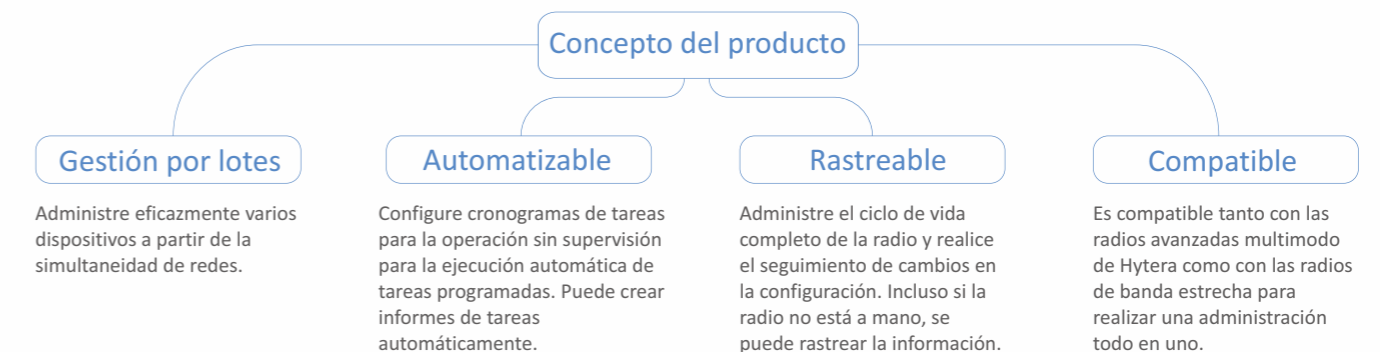 Concepto del producto
Gestión por lotes
Administre eficazmente varios
dispositivos a partir de la
simultaneidad de redes.
Automatizable
Configure cronogramas de tareas
para la operación sin supervisión
para la ejecución automática de
tareas programadas. Puede crear
informes de tareas
automáticamente.
Rastreable
Administre el ciclo de vida
completo de la radio y realice
el seguimiento de cambios en
la configuración. Incluso si la
radio no está a mano, se
puede rastrear la información.
Compatible
Es compatible tanto con las
radios avanzadas multimodo
de Hytera como con las radios
de banda estrecha para
realizar una administración
todo en uno.